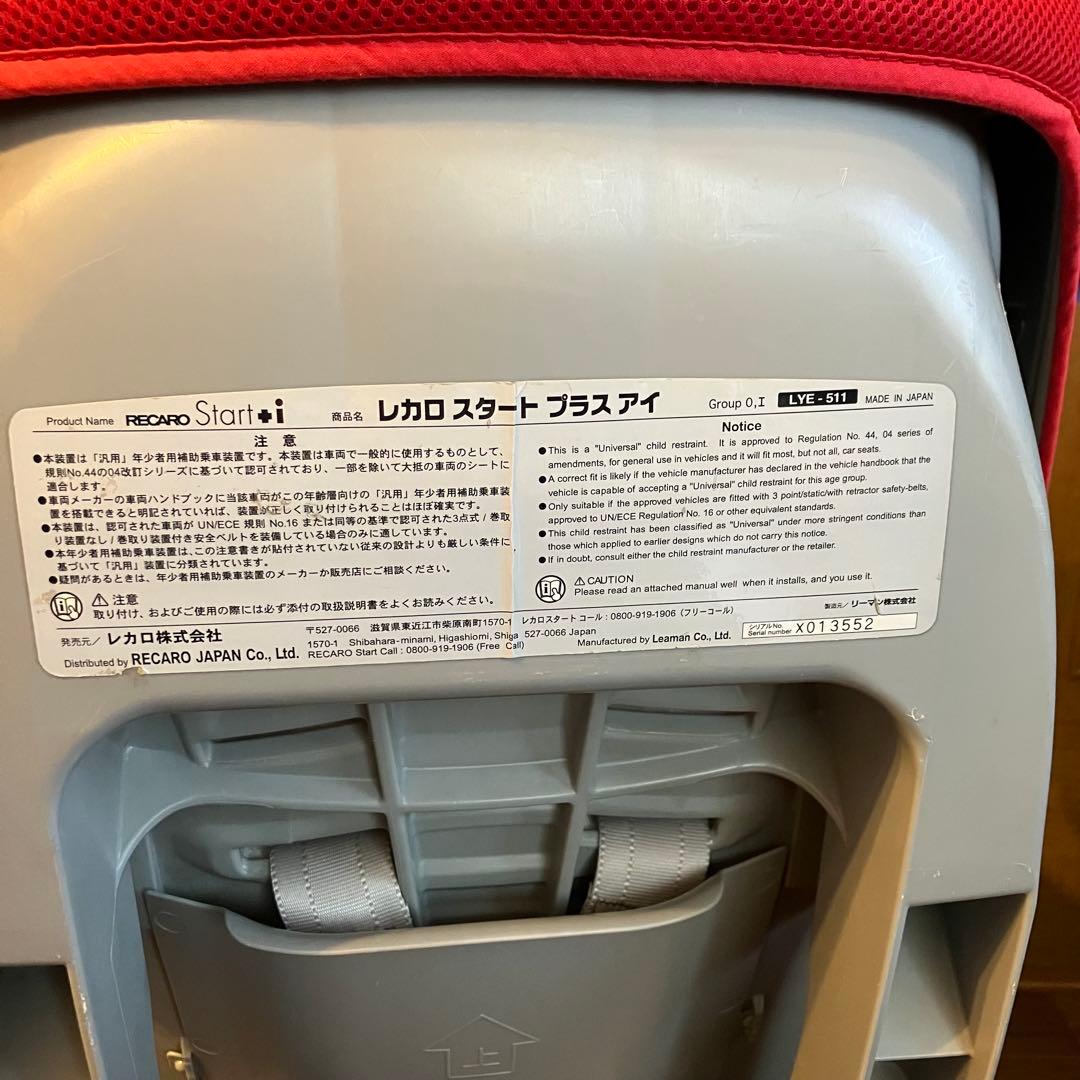 Product Name RECARO Start+i 商品名 レカロ スタート プラス アイ Group 0,I LYE-511 MADE IN JAPAN
注 意
●本装置は「汎用」年少者用補助乗車装置です。本装置は車両で一般的に使用するものとして、
規則No.44の04改訂シリーズに基づいて認可されており、一部を除いて大抵の車両のシートに
適合します。
●車両メーカーの車両ハンドブックに当該車両がこの年齢層向けの「汎用」年少者用補助乗車装
置を搭載できると明記されていれば、装置が正しく取り付けられることはほぼ確実です。
●本装置は、認可された車両が UN/ECE 規則 No.16 または同等の基準で認可された3点式 / 巻取
り装置なし / 巻取り装置付き安全ベルトを装備している場合のみに適しています。
●本年少者用補助乗車装置は、この注意書きが貼付されていない従来の設計よりも厳しい条件に
基づいて「汎用」装置に分類されています。
●疑問があるときは、年少者用補助乗車装置のメーカーか販売店にご相談ください。
⚠ 注意
取り付け、およびご使用の際には必ず添付の取扱説明書をよくお読みください。
Notice
●This is a "Universal" child restraint. It is approved to Regulation No. 44, 04 series of
amendments, for general use in vehicles and it will fit most, but not all, car seats.
●A correct fit is likely if the vehicle manufacturer has declared in the vehicle handbook that the
vehicle is capable of accepting a "Universal" child restraint for this age group.
●Only suitable if the approved vehicles are fitted with 3 point/static/with retractor safety-belts,
approved to UN/ECE Regulation No. 16 or other equivalent standards.
●This child restraint has been classified as "Universal" under more stringent conditions than
those which applied to earlier designs which do not carry this notice.
●If in doubt, consult either the child restraint manufacturer or the retailer.
⚠ CAUTION
Please read an attached manual well when it installs, and you use it.
発売元/ レカロ株式会社 〒527-0066 滋賀県東近江市柴原南町1570-1 レカロスタート コール : 0800-919-1906 (フリーコール) 製造元/ リーマン株式会社
1570-1 Shibahara-minami, Higashiomi, Shiga 527-0066 Japan
Distributed by RECARO JAPAN Co., Ltd. RECARO Start Call : 0800-919-1906 (Free Call) Manufactured by Leaman Co., Ltd.
シリアルNo.
Serial number X013552
上